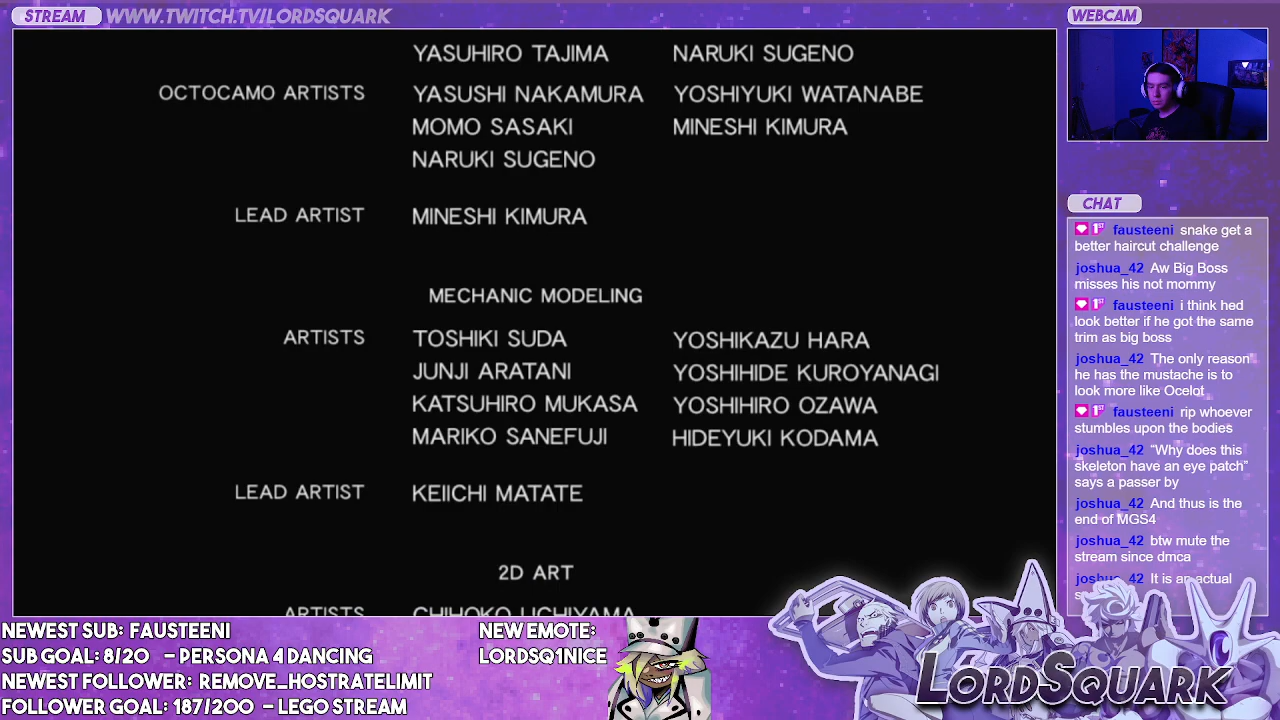 STREAM WWW.TWITCH.TV/LORDSQUARK
WEBCAM
YASUHIRO TAJIMA NARUKI SUGENO
OCTOCAMO ARTISTS YASUSHI NAKAMURA YOSHIYUKI WATANABE
MOMO SASAKI MINESHI KIMURA
NARUKI SUGENO
LEAD ARTIST MINESHI KIMURA
MECHANIC MODELING
ARTISTS TOSHIKI SUDA YOSHIKAZU HARA
JUNJI ARATANI YOSHIHIDE KUROYANAGI
KATSUHIRO MUKASA YOSHIHIRO OZAWA
MARIKO SANEFUJI HIDEYUKI KODAMA
LEAD ARTIST KEIICHI MATATE
2D ART
ARTISTS CHIHOKO UCHIYAMA
CHAT
fausteeni snake get a
better haircut challenge
joshua_42 Aw Big Boss
misses his not mommy
fausteeni i think hed
look better if he got the same
trim as big boss
joshua_42 The only reason
he has the mustache is to
look more like Ocelot
fausteeni rip whoever
stumbles upon the bodies
joshua_42 “Why does this
skeleton have an eye patch”
says a passer by
joshua_42 And thus is the
end of MGS4
joshua_42 btw mute the
stream since dmca
joshua_42 It is an actual
NEWEST SUB: FAUSTEENI
SUB GOAL: 8/20 - PERSONA 4 DANCING
NEWEST FOLLOWER: REMOVE_HOSTRATELIMIT
FOLLOWER GOAL: 187/200 - LEGO STREAM
NEW EMOTE:
LORDSQ1NICE
LORDSQUARK